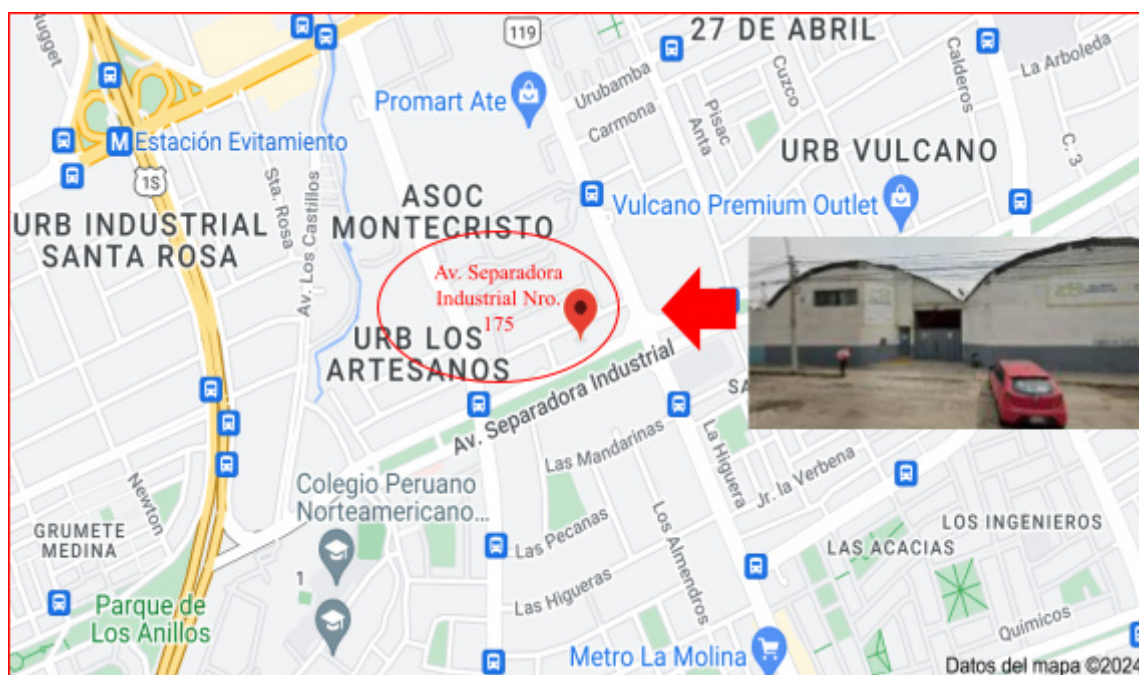 Nugget
119
27 DE ABRIL
Calderos
La Arboleda
Cuzco
Urubamba
Promart Ate
Pisac
Carmona
Anta
C. 3
Estación Evitamiento
URB VULCANO
1S
Sta. Rosa
Av. Los Castillos
ASOC
MONTECRISTO
Vulcano Premium Outlet
URB INDUSTRIAL
SANTA ROSA
Av. Separadora
Industrial Nro.
175
URB LOS
ARTESANOS
Av. Separadora Industrial
SA
Las Mandarinas
La Higuera
Jr. la Verbena
Newton
Colegio Peruano
Norteamericano...
Los Almendros
GRUMETE
MEDINA
Las Pecanas
LOS INGENIEROS
LAS ACACIAS
1
Las Higueras
Parque de
Los Anillos
Quimicos
Metro La Molina
Datos del mapa ©2024